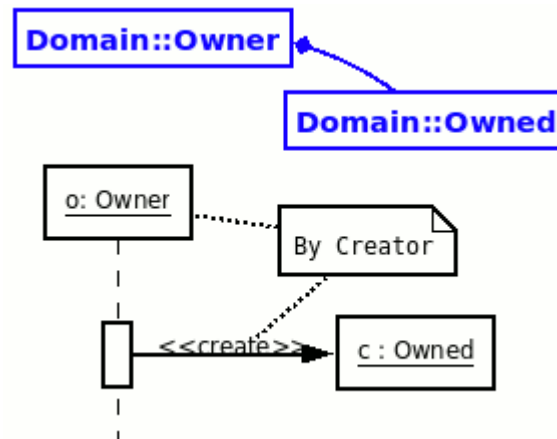 Domain::Owner
Domain::Owned
o: Owner
By Creator
<<create>>
c : Owned